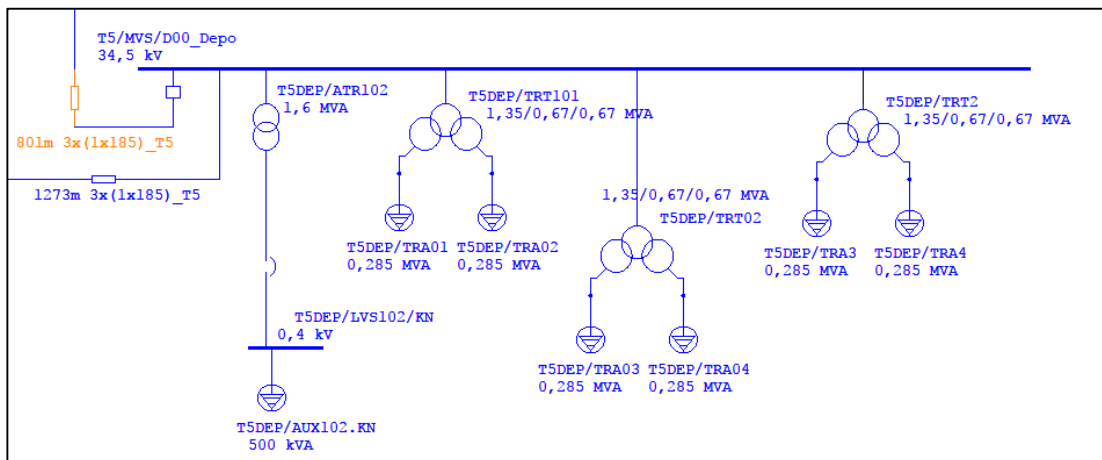 T5/MVS/D00_Depo
34,5 kV
801m 3x(1x185)_T5
1273m 3x(1x185)_T5
T5DEP/ATR102
1,6 MVA
T5DEP/TRT101
1,35/0,67/0,67 MVA
T5DEP/TRA01
0,285 MVA
T5DEP/TRA02
0,285 MVA
1,35/0,67/0,67 MVA
T5DEP/TRT02
T5DEP/TRA03
0,285 MVA
T5DEP/TRA04
0,285 MVA
T5DEP/TRT2
1,35/0,67/0,67 MVA
T5DEP/TRA3
0,285 MVA
T5DEP/TRA4
0,285 MVA
T5DEP/LVS102/KN
0,4 kV
T5DEP/AUX102.KN
500 kVA